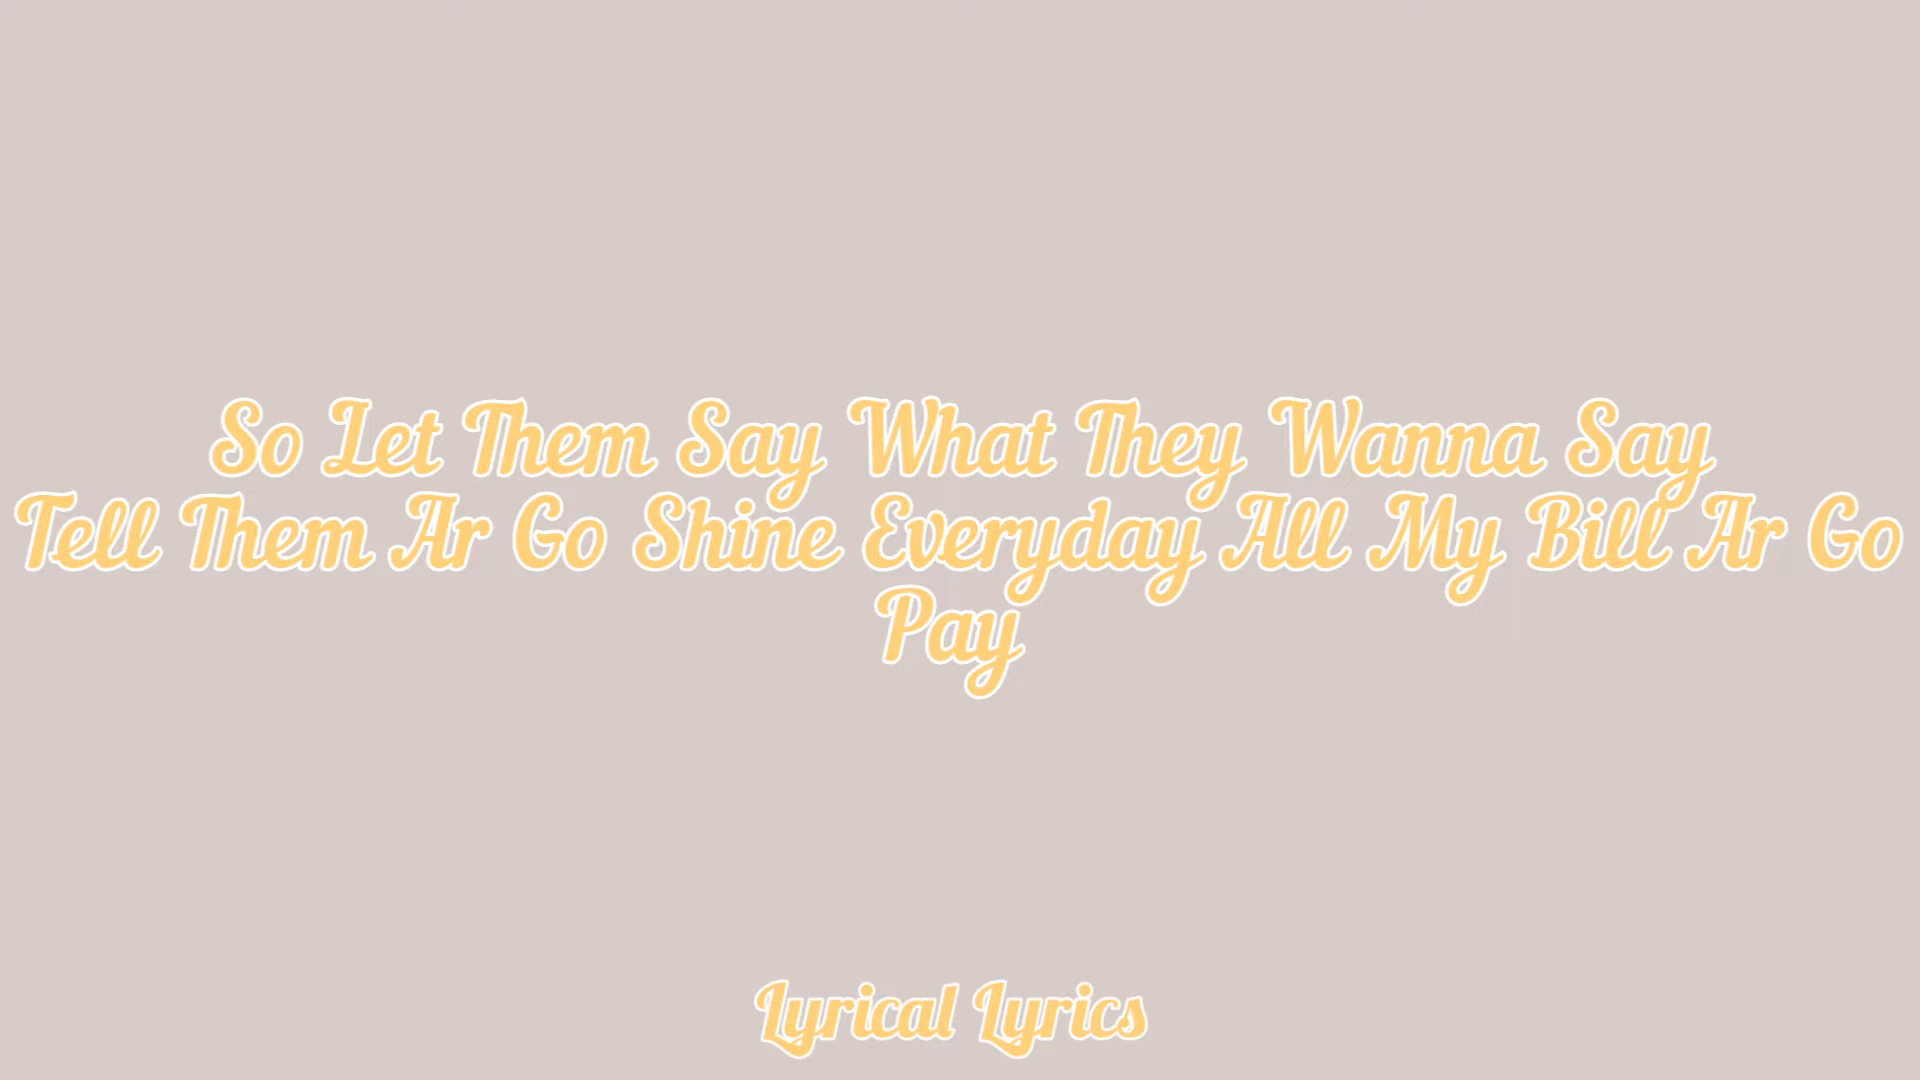 So Let Them Say What They Wanna Say
Tell Them Ar Go Shine Everyday All My Bill Ar Go
Pay
Lyrical Lyrics